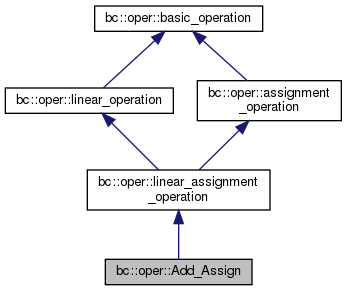 bc::oper::basic_operation
bc::oper::linear_operation
bc::oper::assignment
_operation
bc::oper::linear_assignment
_operation
bc::oper::Add_Assign